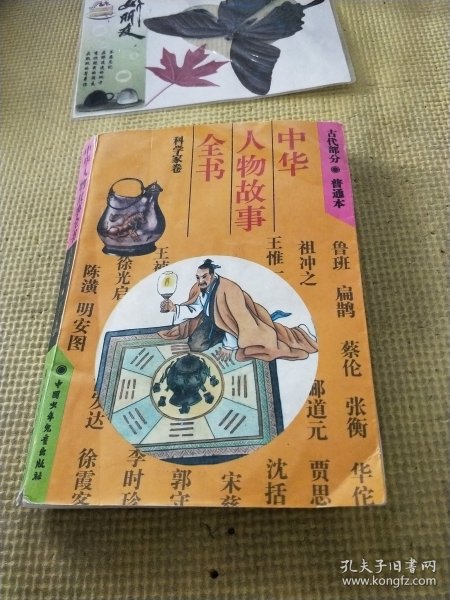 中华
人物故事
全书
科学家卷
古代部分 ◉ 普通本
鲁班 扁鹊 蔡伦 张衡 华佗
祖冲之
郦道元 贾思
王惟一
沈括
宋慈
郭守
王祯
李时珍
徐光启
徐霞客
陈潢 明安图
◉ 中国少年儿童出版社
孔夫子旧书网
www.kongfz.com